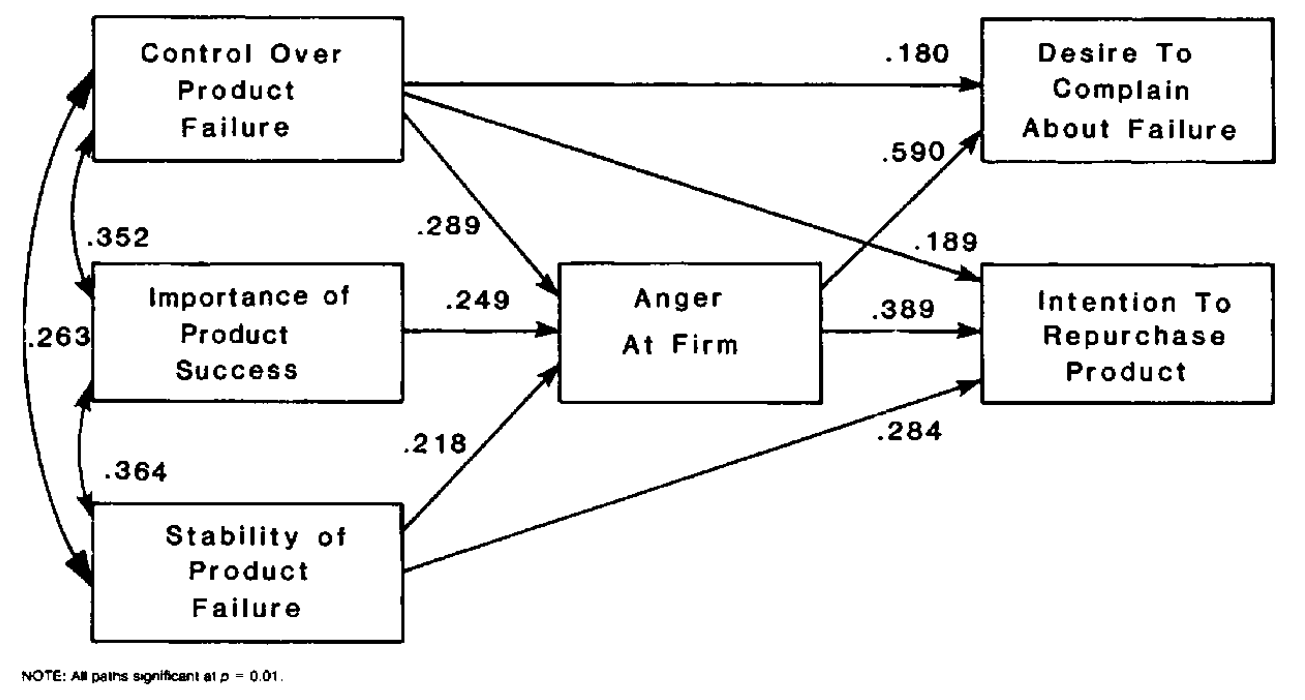 Control Over
Product
Failure
Desire To
Complain
About Failure
.180
.590
.289
.189
.352
Importance of
Product
Success
.249
Anger
At Firm
.389
Intention To
Repurchase
Product
.263
.218
.284
.364
Stability of
Product
Failure
NOTE: All paths significant at p = 0.01.